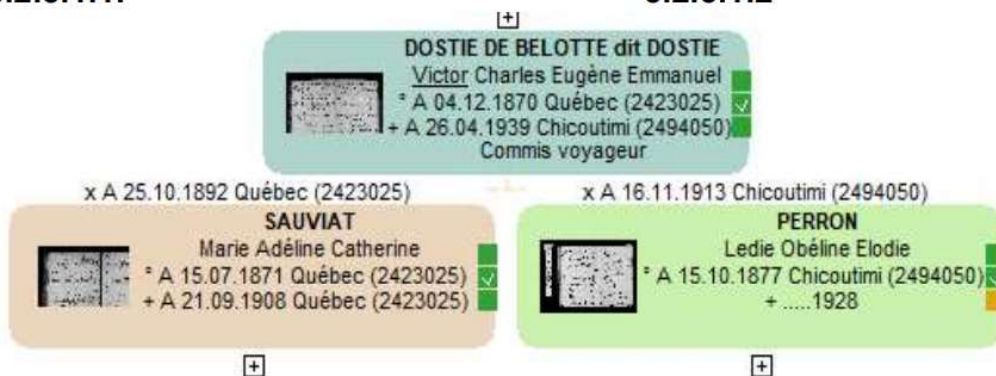 DOSTIE DE BELOTTE dit DOSTIE
Victor Charles Eugène Emmanuel
° A 04.12.1870 Québec (2423025)
+ A 26.04.1939 Chicoutimi (2494050)
Commis voyageur
x A 25.10.1892 Québec (2423025)
x A 16.11.1913 Chicoutimi (2494050)
SAUVIAT
Marie Adéline Catherine
° A 15.07.1871 Québec (2423025)
+ A 21.09.1908 Québec (2423025)
PERRON
Ledie Obéline Elodie
° A 15.10.1877 Chicoutimi (2494050)
+ .....1928